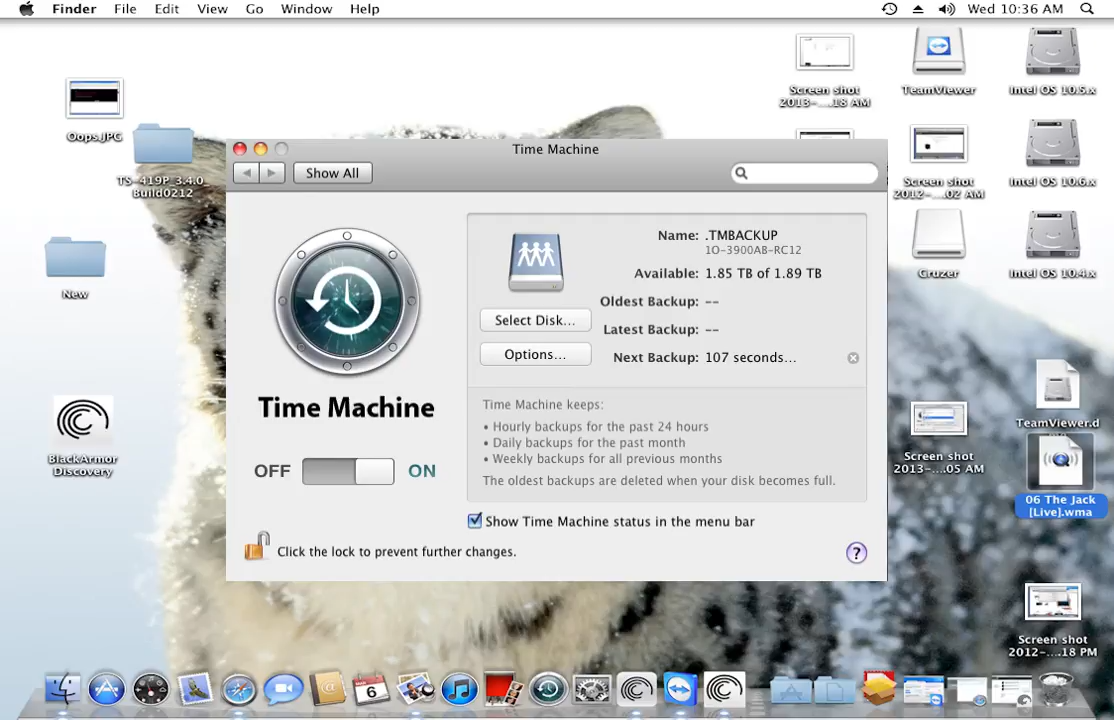 Finder File Edit View Go Window Help
Wed 10:36 AM
Oops.JPG
TS-419P_3.4.0
Build0212
New
BlackArmor
Discovery
Time Machine
Show All
Time Machine
OFF ON
Name: .TMBACKUP
1O-3900AB-RC12
Available: 1.85 TB of 1.89 TB
Select Disk...
Oldest Backup: --
Latest Backup: --
Options...
Next Backup: 107 seconds...
Time Machine keeps:
• Hourly backups for the past 24 hours
• Daily backups for the past month
• Weekly backups for all previous months
The oldest backups are deleted when your disk becomes full.
Show Time Machine status in the menu bar
Click the lock to prevent further changes.
?
Screen shot
2013-....18 AM
TeamViewer
Intel OS 10.5.x
Screen shot
2012-....02 AM
Intel OS 10.6.x
Cruzer
Intel OS 10.4.x
TeamViewer.d
Screen shot
2013-....05 AM
06 The Jack
[Live].wma
Screen shot
2012-....18 PM
6